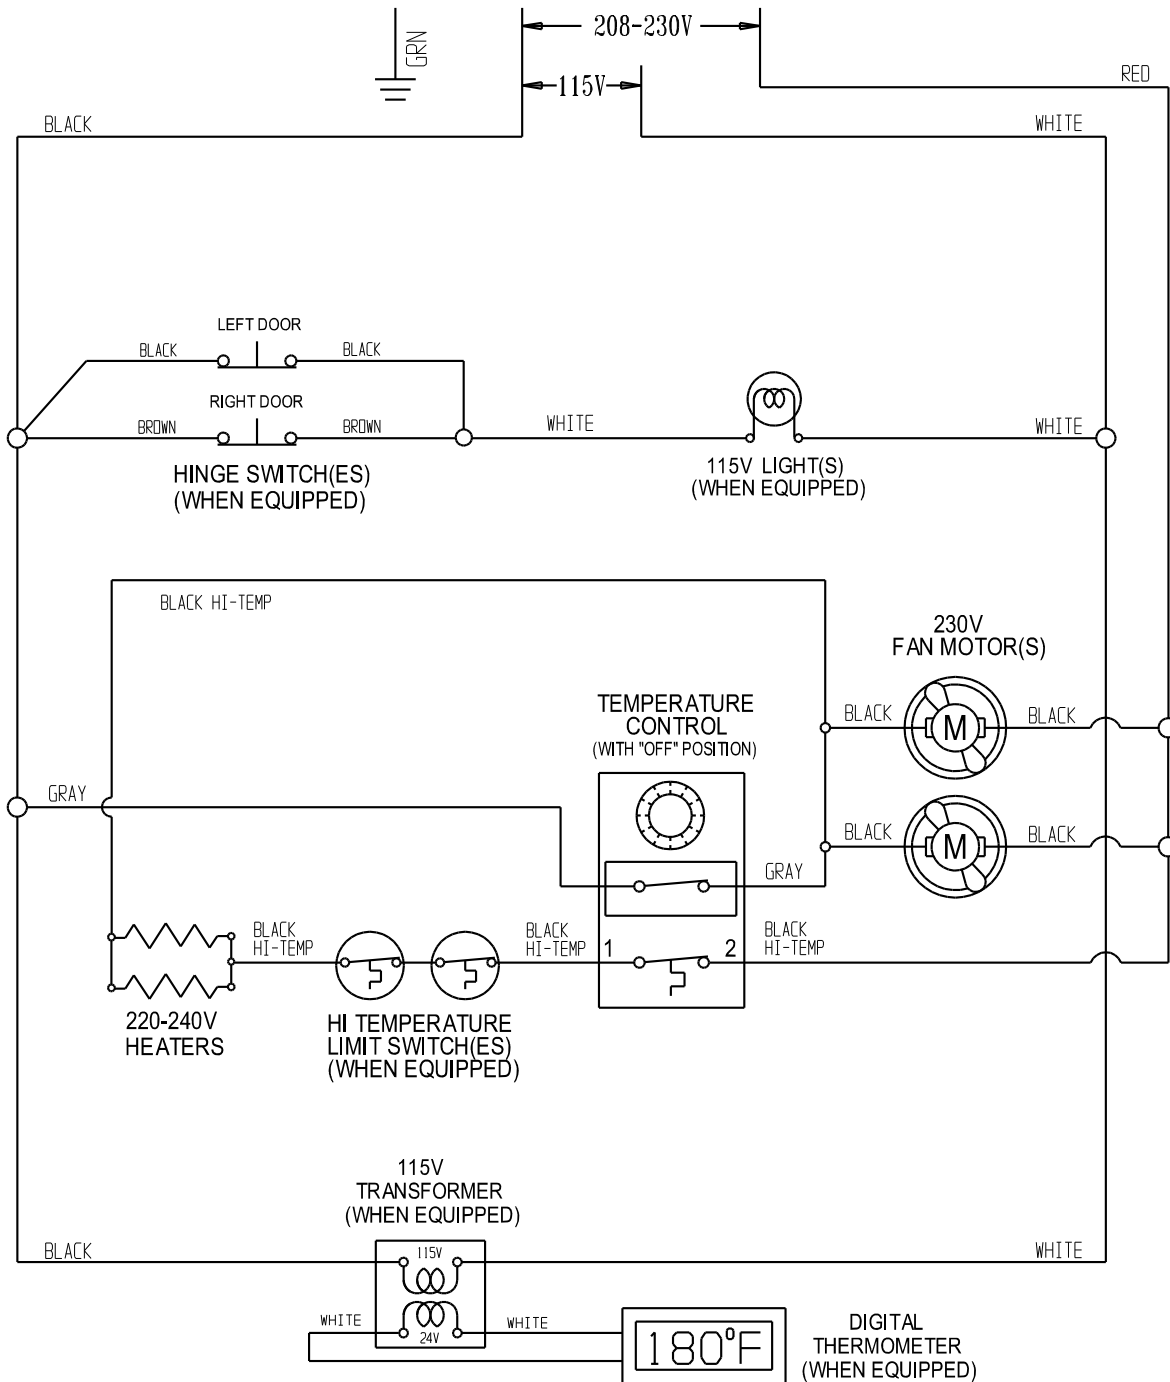 208-230V
GRN
115V
RED
BLACK
WHITE
LEFT DOOR
BLACK
BLACK
RIGHT DOOR
BROWN
BROWN
WHITE
WHITE
HINGE SWITCH(ES)
(WHEN EQUIPPED)
115V LIGHT(S)
(WHEN EQUIPPED)
BLACK HI-TEMP
230V
FAN MOTOR(S)
TEMPERATURE
CONTROL
(WITH "OFF" POSITION)
BLACK
M
BLACK
GRAY
BLACK
M
BLACK
GRAY
BLACK
HI-TEMP
BLACK
HI-TEMP
1
2
BLACK
HI-TEMP
220-240V
HEATERS
HI TEMPERATURE
LIMIT SWITCH(ES)
(WHEN EQUIPPED)
115V
TRANSFORMER
(WHEN EQUIPPED)
BLACK
115V
WHITE
WHITE
24V
WHITE
180°F
DIGITAL
THERMOMETER
(WHEN EQUIPPED)